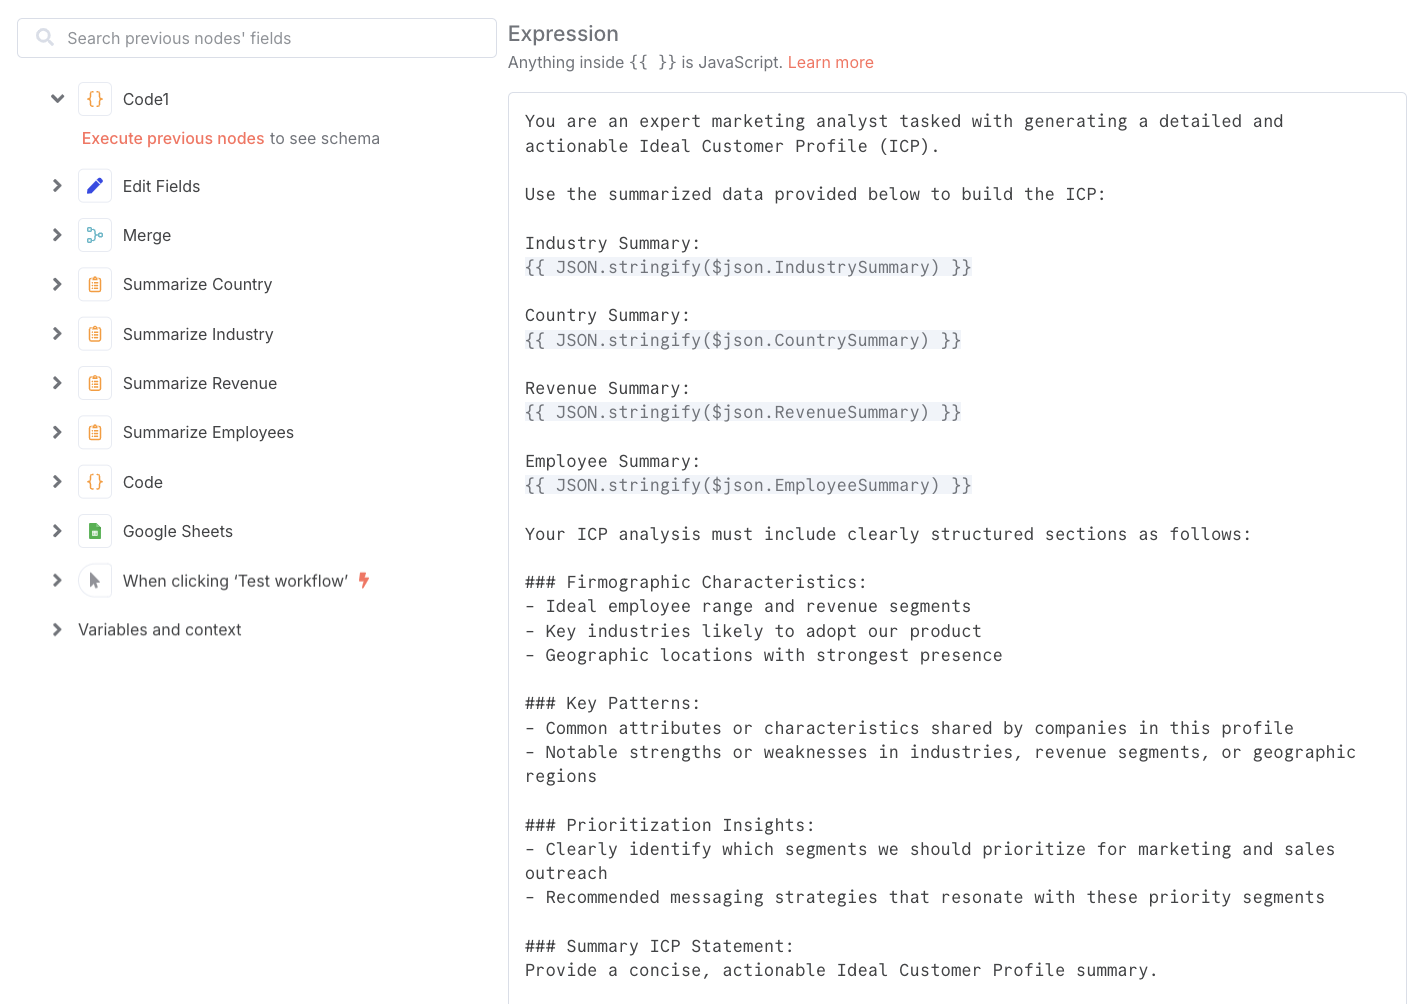 Search previous nodes' fields
Code1
Execute previous nodes to see schema
Edit Fields
Merge
Summarize Country
Summarize Industry
Summarize Revenue
Summarize Employees
Code
Google Sheets
When clicking ‘Test workflow’
Variables and context
Expression
Anything inside {{ }} is JavaScript. Learn more
You are an expert marketing analyst tasked with generating a detailed and
actionable Ideal Customer Profile (ICP).
Use the summarized data provided below to build the ICP:
Industry Summary:
{{ JSON.stringify($json.IndustrySummary) }}
Country Summary:
{{ JSON.stringify($json.CountrySummary) }}
Revenue Summary:
{{ JSON.stringify($json.RevenueSummary) }}
Employee Summary:
{{ JSON.stringify($json.EmployeeSummary) }}
Your ICP analysis must include clearly structured sections as follows:
### Firmographic Characteristics:
- Ideal employee range and revenue segments
- Key industries likely to adopt our product
- Geographic locations with strongest presence
### Key Patterns:
- Common attributes or characteristics shared by companies in this profile
- Notable strengths or weaknesses in industries, revenue segments, or geographic
regions
### Prioritization Insights:
- Clearly identify which segments we should prioritize for marketing and sales
outreach
- Recommended messaging strategies that resonate with these priority segments
### Summary ICP Statement:
Provide a concise, actionable Ideal Customer Profile summary.